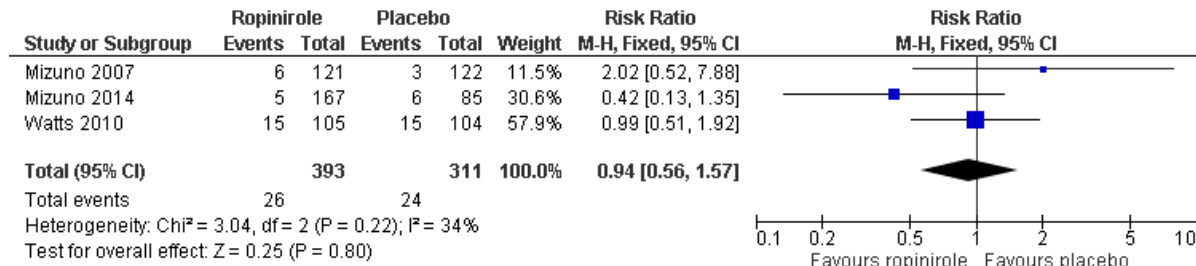 Ropinirole Placebo Risk Ratio Risk Ratio
Study or Subgroup Events Total Events Total Weight M-H, Fixed, 95% CI M-H, Fixed, 95% CI
Mizuno 2007 6 121 3 122 11.5% 2.02 [0.52, 7.88]
Mizuno 2014 5 167 6 85 30.6% 0.42 [0.13, 1.35]
Watts 2010 15 105 15 104 57.9% 0.99 [0.51, 1.92]
Total (95% CI) 393 311 100.0% 0.94 [0.56, 1.57]
Total events 26 24
Heterogeneity: Chi² = 3.04, df = 2 (P = 0.22); I² = 34%
Test for overall effect: Z = 0.25 (P = 0.80)
0.1 0.2 0.5 1 2 5 10
Favours ropinirole Favours placebo